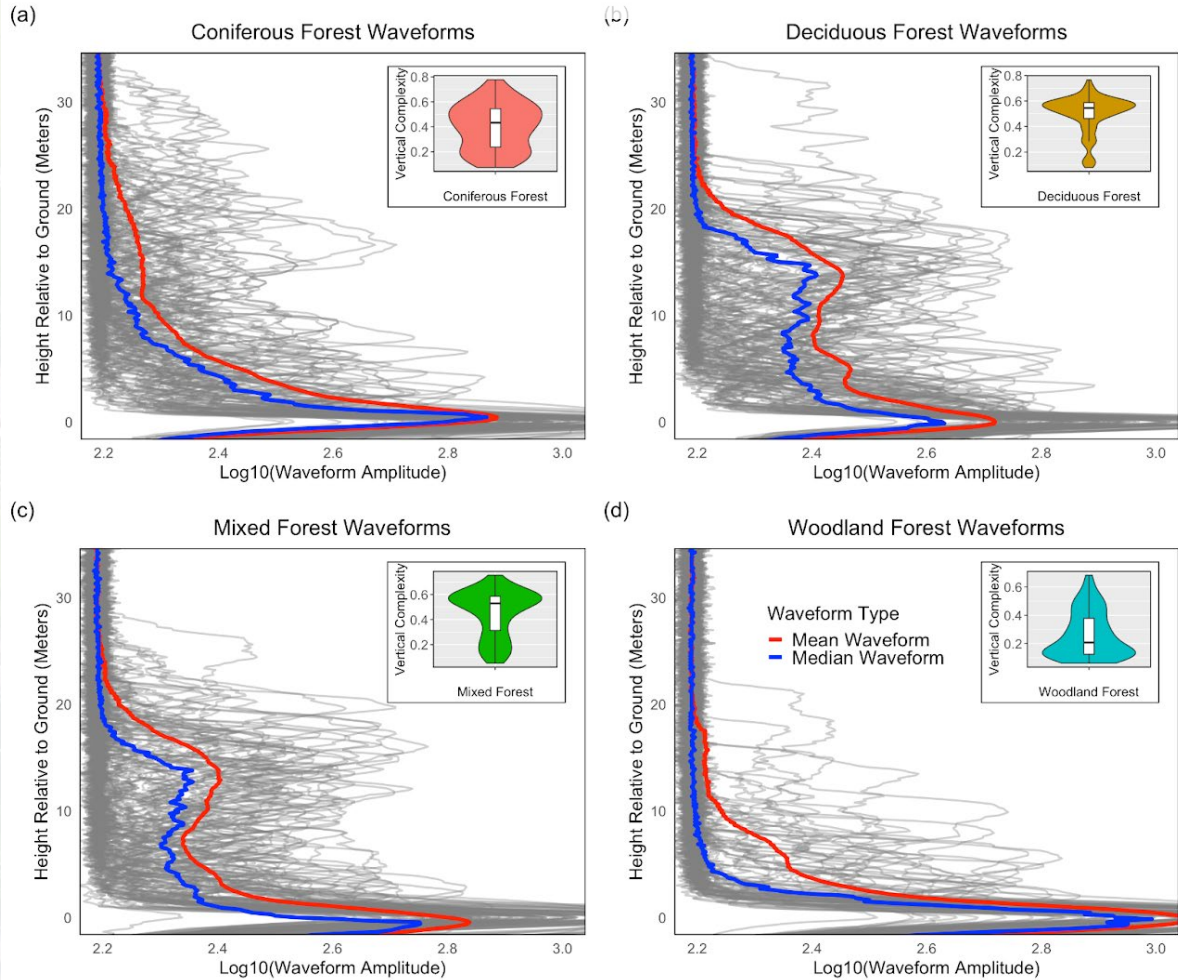 (a)
Coniferous Forest Waveforms
Height Relative to Ground (Meters)
30
20
10
0
2.2 2.4 2.6 2.8 3.0
Log10(Waveform Amplitude)
Vertical Complexity
0.8
0.6
0.4
0.2
Coniferous Forest
(b)
Deciduous Forest Waveforms
Height Relative to Ground (Meters)
30
20
10
0
2.2 2.4 2.6 2.8 3.0
Log10(Waveform Amplitude)
Vertical Complexity
0.8
0.6
0.4
0.2
Deciduous Forest
(c)
Mixed Forest Waveforms
Height Relative to Ground (Meters)
30
20
10
0
2.2 2.4 2.6 2.8 3.0
Log10(Waveform Amplitude)
Vertical Complexity
0.6
0.4
0.2
Mixed Forest
(d)
Woodland Forest Waveforms
Height Relative to Ground (Meters)
30
20
10
0
2.2 2.4 2.6 2.8 3.0
Log10(Waveform Amplitude)
Waveform Type
Mean Waveform
Median Waveform
Vertical Complexity
0.6
0.4
0.2
Woodland Forest